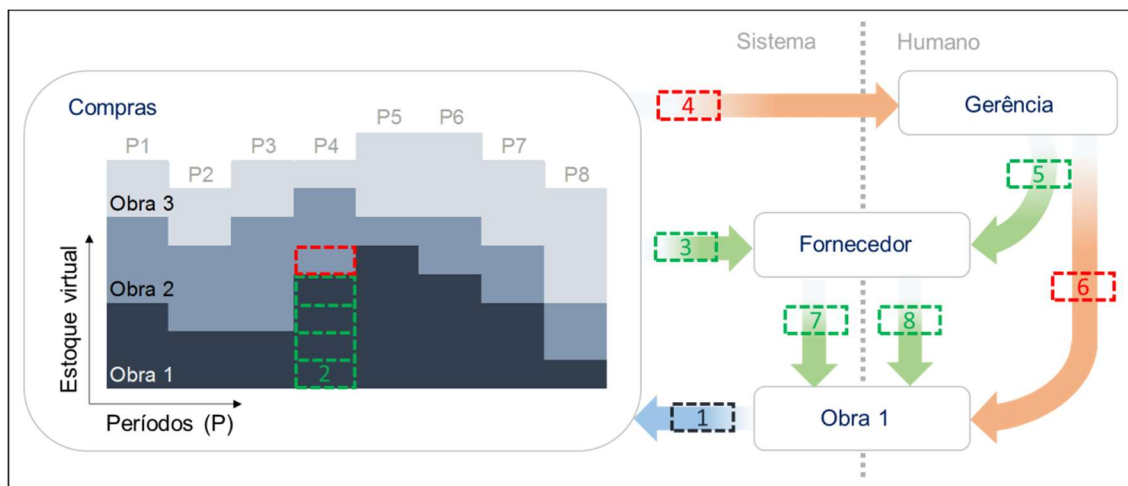 Sistema
Humano
Compras
4
Gerência
P1
P2
P3
P4
P5
P6
P7
P8
5
Obra 3
3
Fornecedor
6
Estoque virtual
Obra 2
7
8
2
Obra 1
1
Obra 1
Períodos (P)